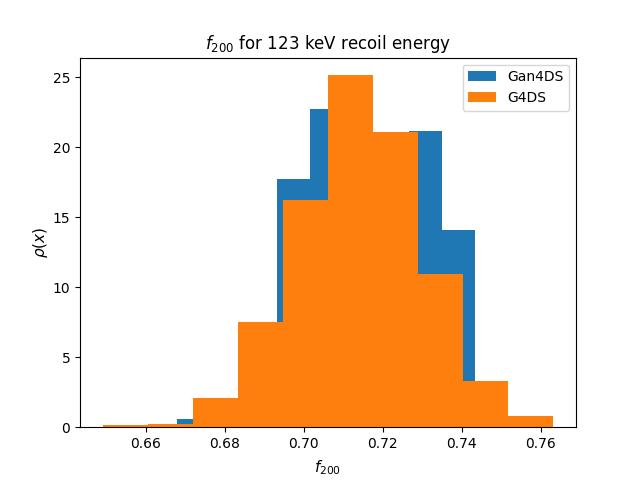 f₂₀₀ for 123 keV recoil energy
Gan4DS
G4DS
25
20
15
10
5
0
ρ(x)
0.66 0.68 0.70 0.72 0.74 0.76
f₂₀₀